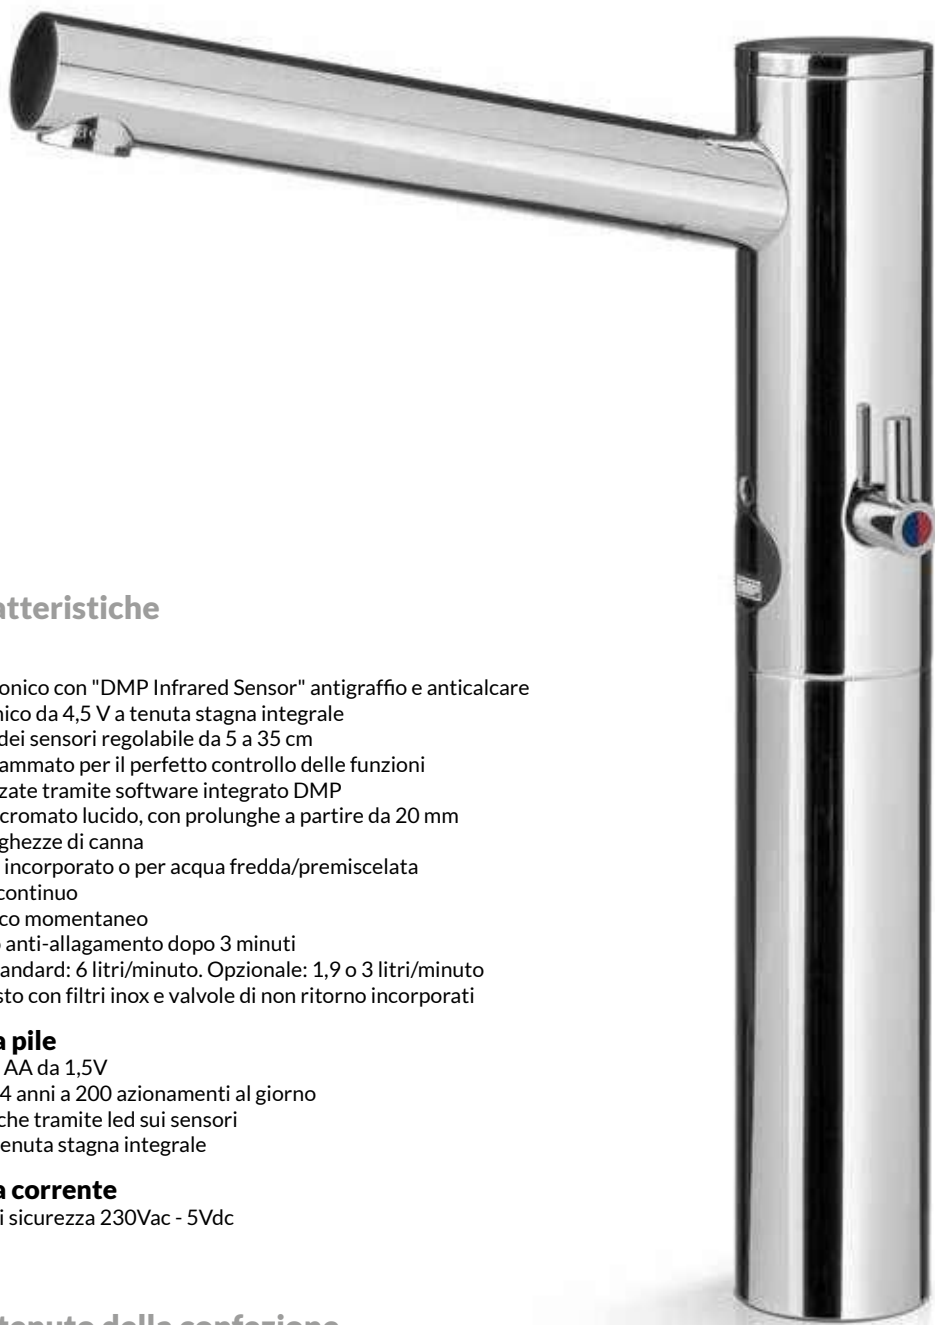 atteristiche
onico con "DMP Infrared Sensor" antigraffio e anticalcare
nico da 4,5 V a tenuta stagna integrale
dei sensori regolabile da 5 a 35 cm
ammato per il perfetto controllo delle funzioni
zate tramite software integrato DMP
cromato lucido, con prolunghe a partire da 20 mm
ghezze di canna
incorporato o per acqua fredda/premiscelata
continuo
co momentaneo
anti-allagamento dopo 3 minuti
andard: 6 litri/minuto. Opzionale: 1,9 o 3 litri/minuto
sto con filtri inox e valvole di non ritorno incorporati
a pile
AA da 1,5V
4 anni a 200 azionamenti al giorno
che tramite led sui sensori
enuta stagna integrale
a corrente
i sicurezza 230Vac - 5Vdc
tenuto della confezione